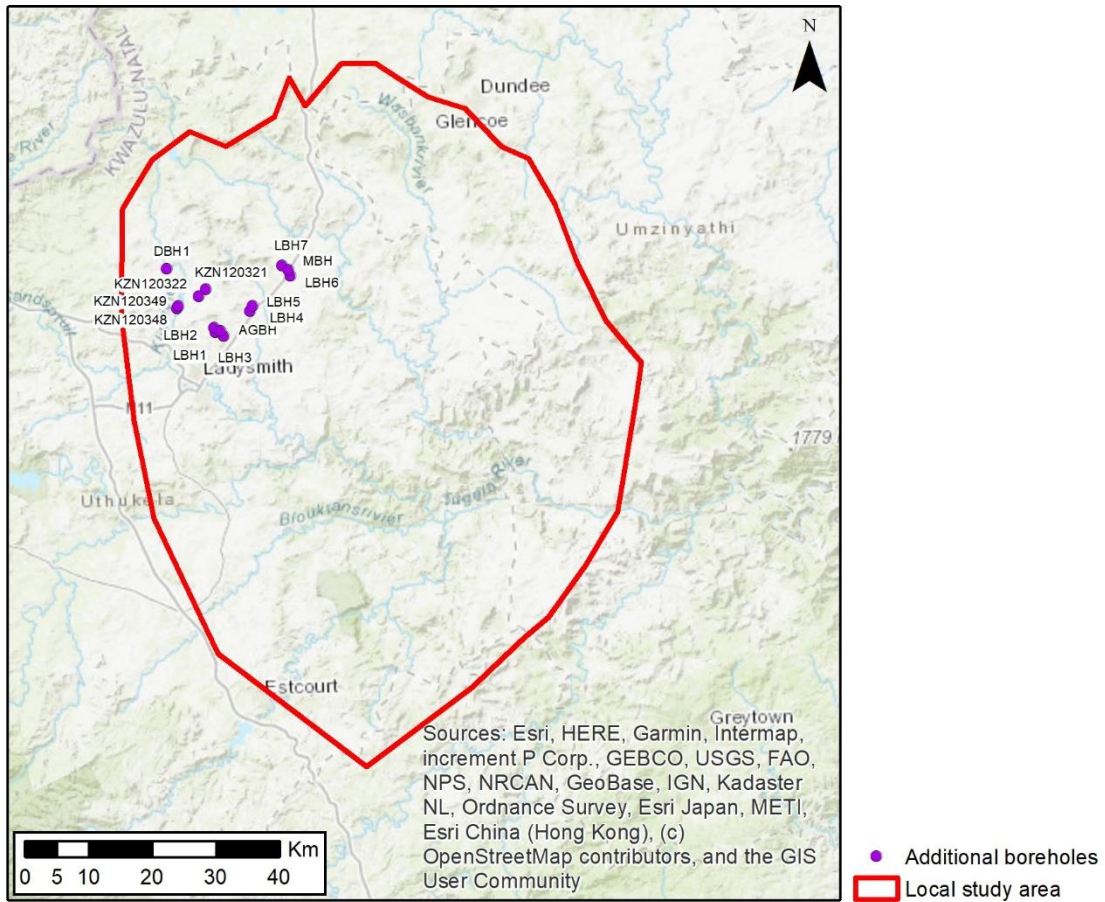 N
KWAZULU NATAL
Dundee
Glencoe
Wasbankrivier
e River
Umzinyathi
DBH1
LBH7
MBH
KZN120321
KZN120322
LBH6
KZN120349
LBH5
KZN120348
LBH4
LBH2
AGBH
LBH1
LBH3
Ladysmith
N11
1779
Uthukela
Tugela River
Bloukransrivier
Estcourt
Greytown
Sources: Esri, HERE, Garmin, Intermap,
increment P Corp., GEBCO, USGS, FAO,
NPS, NRCAN, GeoBase, IGN, Kadaster
NL, Ordnance Survey, Esri Japan, METI,
Esri China (Hong Kong), (c)
OpenStreetMap contributors, and the GIS
User Community
Km
0 5 10 20 30 40
Additional boreholes
Local study area